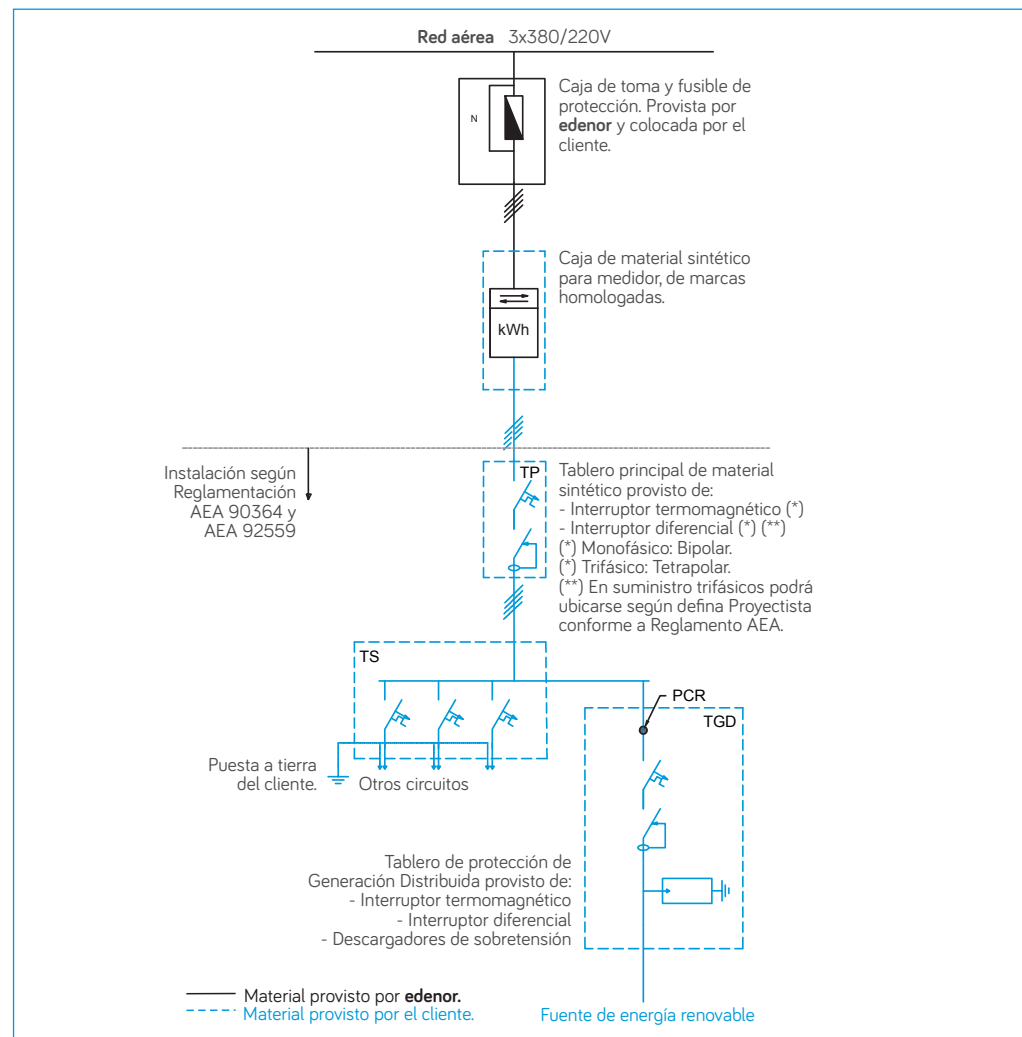 Red aérea 3x380/220V
N
Caja de toma y fusible de
protección. Provista por
edenor y colocada por el
cliente.
Caja de material sintético
para medidor, de marcas
homologadas.
kWh
Instalación según
Reglamentación
AEA 90364 y
AEA 92559
TP
Tablero principal de material
sintético provisto de:
- Interruptor termomagnético (*)
- Interruptor diferencial (*) (**)
(*) Monofásico: Bipolar.
(*) Trifásico: Tetrapolar.
(**) En suministro trifásicos podrá
ubicarse según defina Proyectista
conforme a Reglamento AEA.
TS
PCR
TGD
Puesta a tierra
del cliente.
Otros circuitos
Tablero de protección de
Generación Distribuida provisto de:
- Interruptor termomagnético
- Interruptor diferencial
- Descargadores de sobretensión
Material provisto por edenor.
Material provisto por el cliente.
Fuente de energía renovable